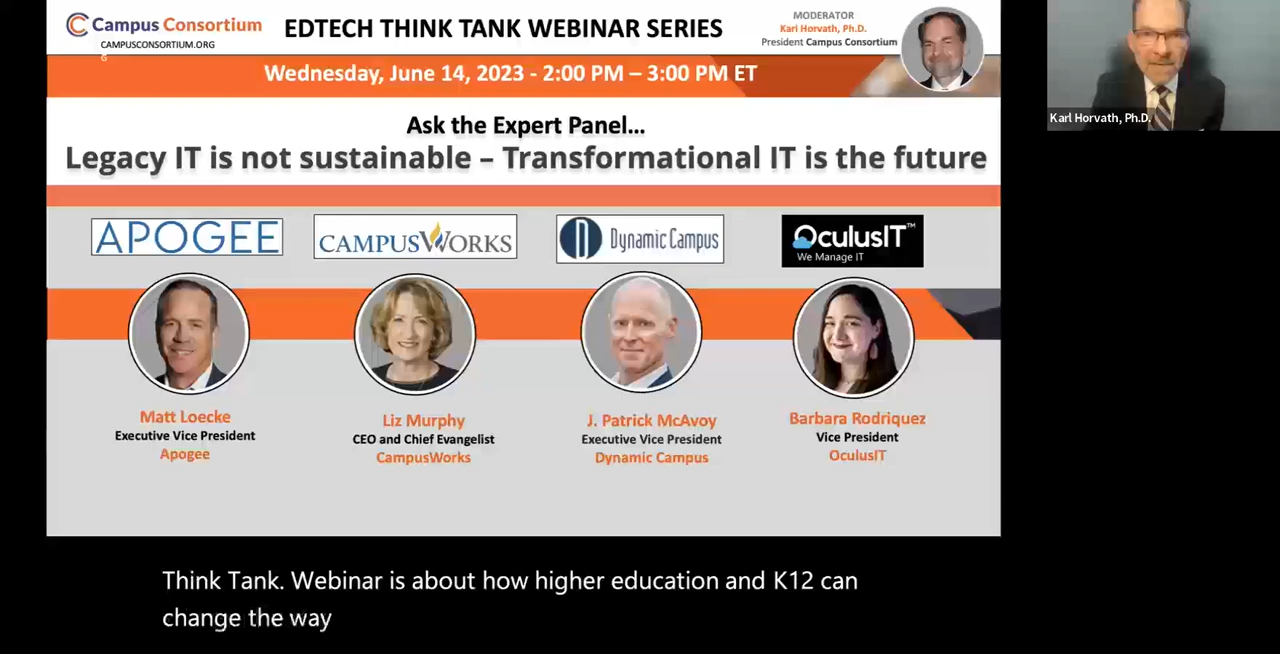 Campus Consortium
CAMPUSCONSORTIUM.ORG
G
EDTECH THINK TANK WEBINAR SERIES
MODERATOR
Karl Horvath, Ph.D.
President Campus Consortium
Wednesday, June 14, 2023 - 2:00 PM – 3:00 PM ET
Karl Horvath, Ph.D.
Ask the Expert Panel...
Legacy IT is not sustainable – Transformational IT is the future
APOGEE
CAMPUSWORKS
Dynamic Campus
OculusIT™
We Manage IT
Matt Loecke
Executive Vice President
Apogee
Liz Murphy
CEO and Chief Evangelist
CampusWorks
J. Patrick McAvoy
Executive Vice President
Dynamic Campus
Barbara Rodriquez
Vice President
OculusIT
Think Tank. Webinar is about how higher education and K12 can
change the way